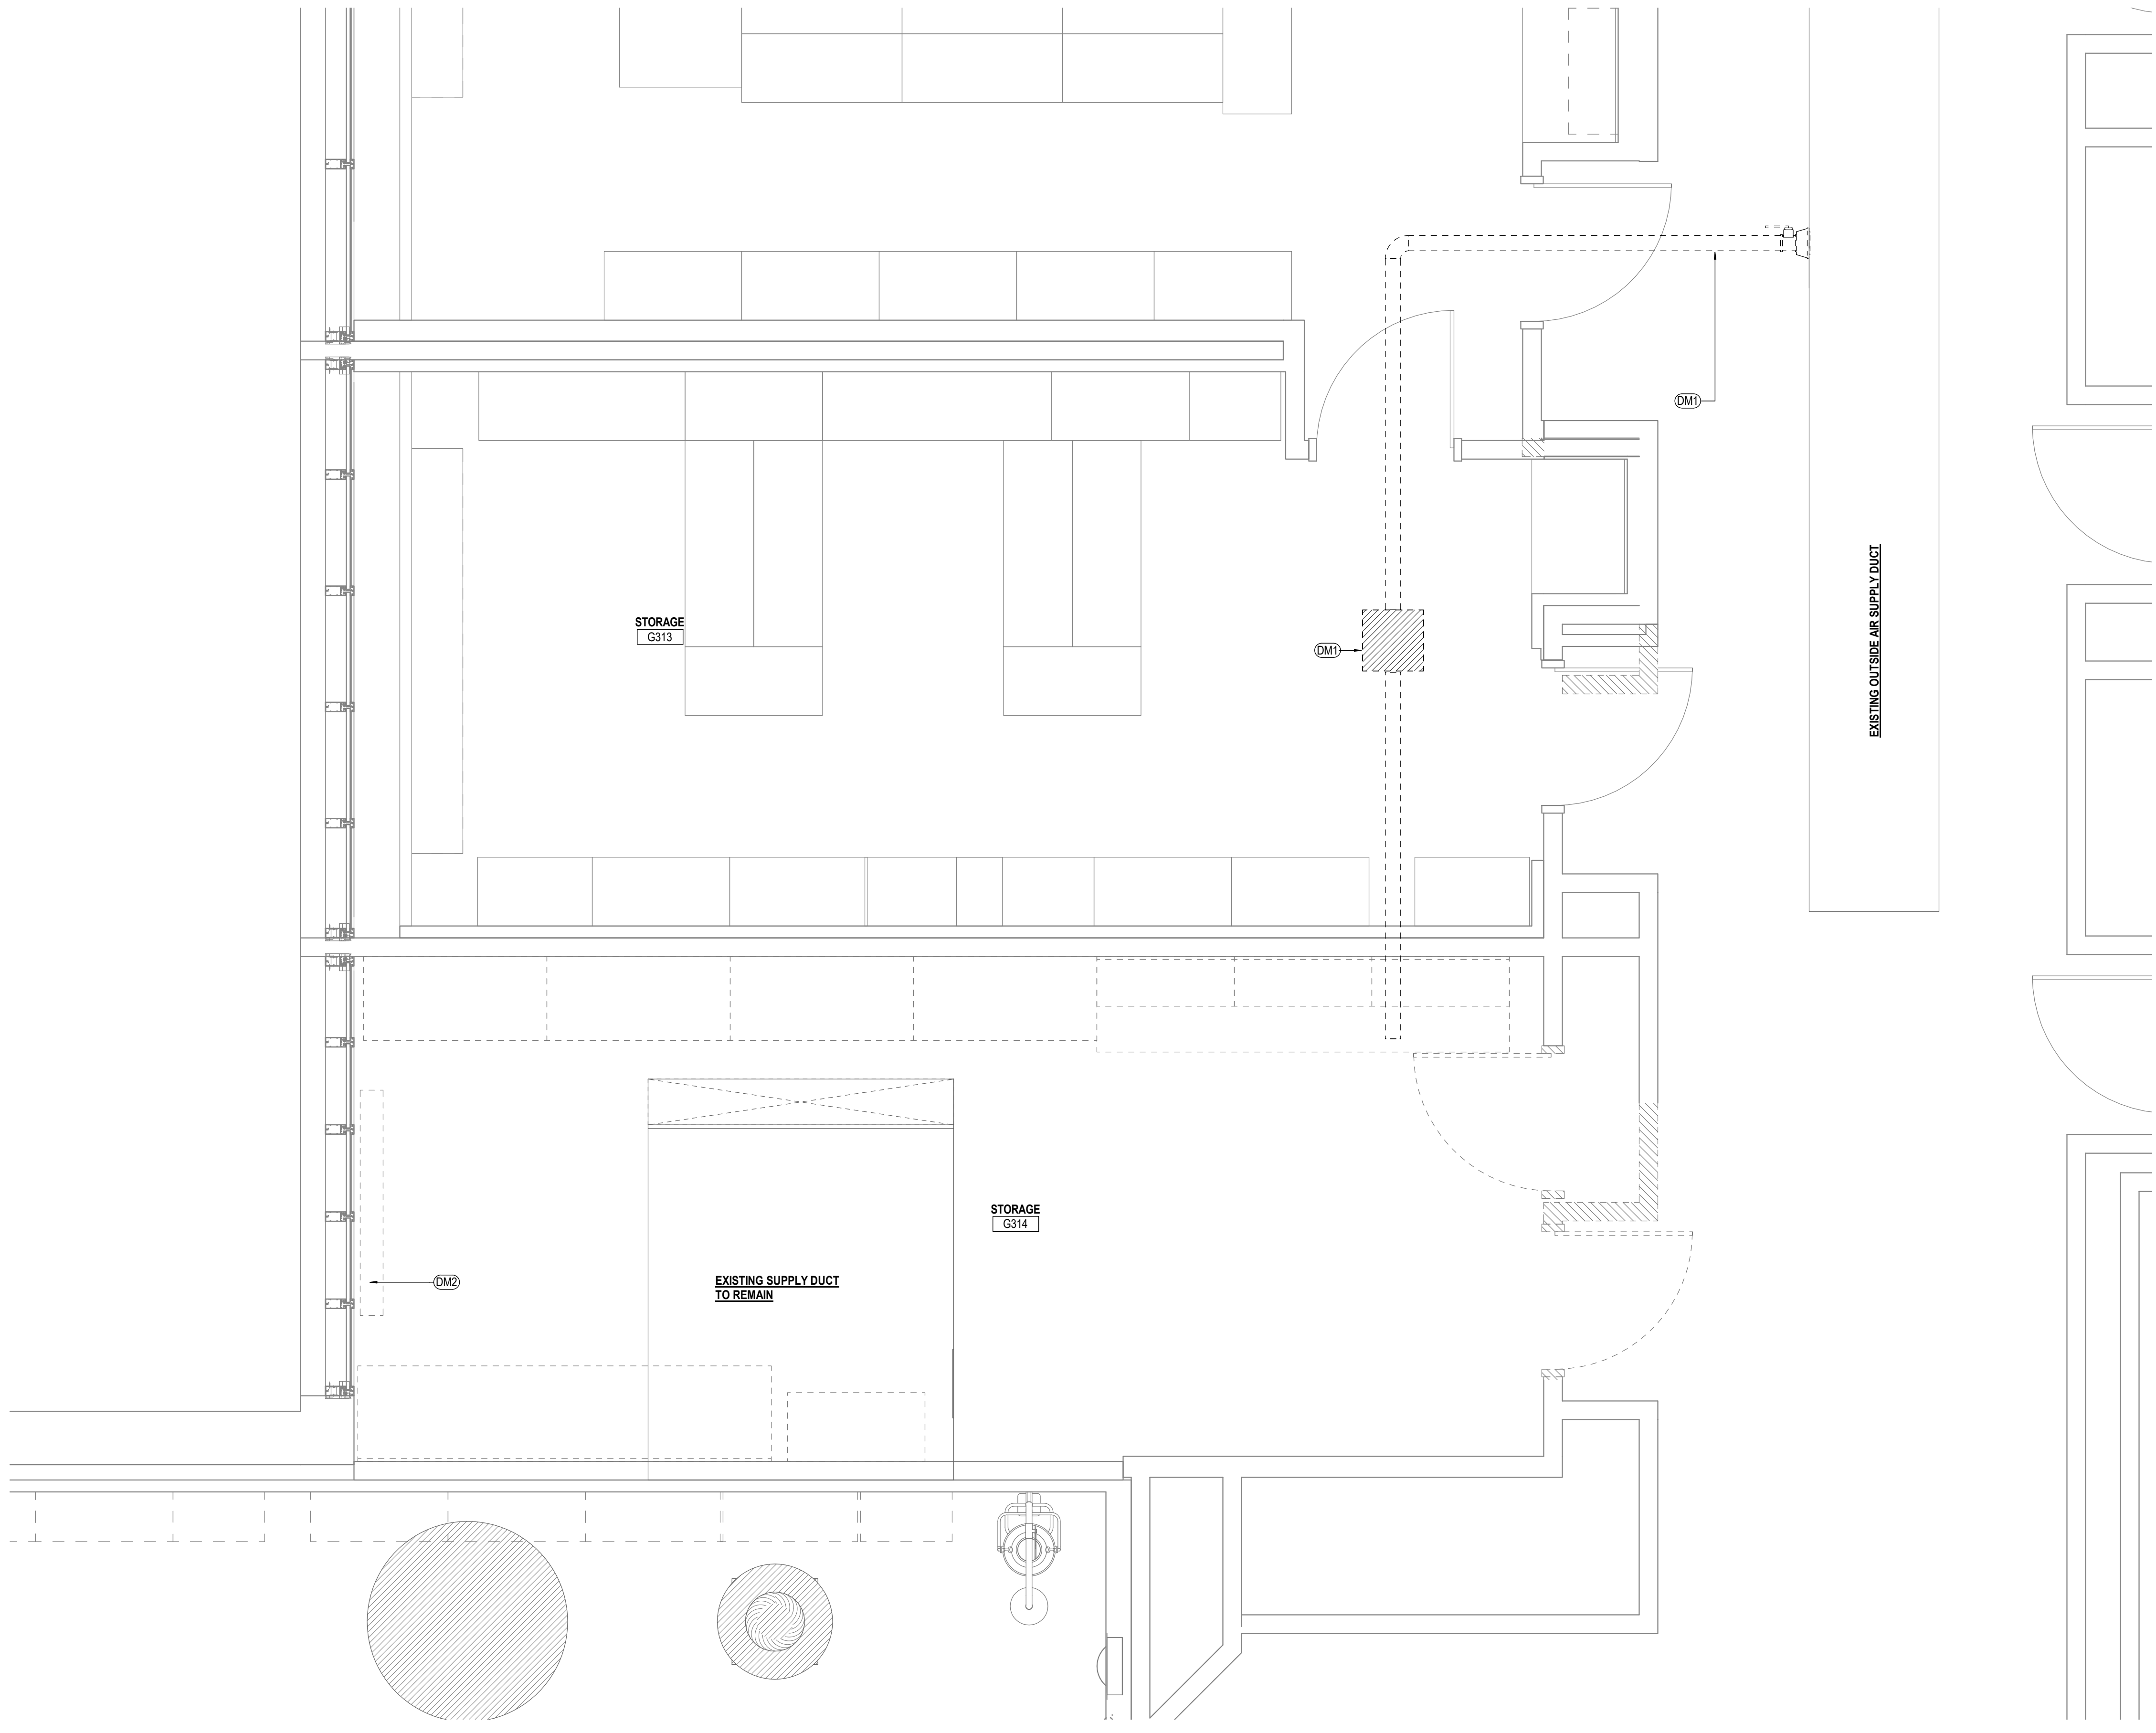 DM1
EXISTING OUTSIDE AIR SUPPLY DUCT
STORAGE
G313
DM1
STORAGE
G314
DM2
EXISTING SUPPLY DUCT
TO REMAIN